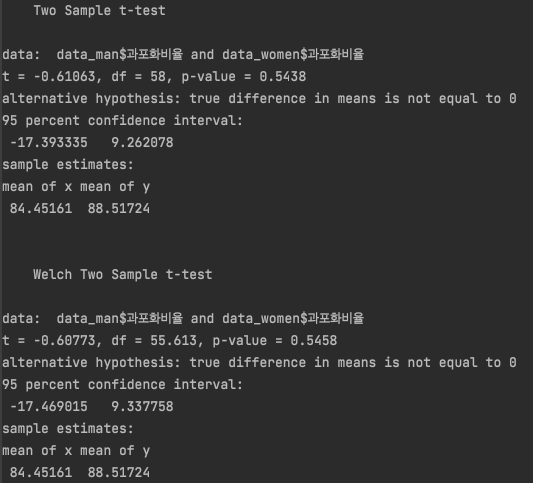 Two Sample t-test
data:  data_man$과포화비율 and data_women$과포화비율
t = -0.61063, df = 58, p-value = 0.5438
alternative hypothesis: true difference in means is not equal to 0
95 percent confidence interval:
 -17.393335   9.262078
sample estimates:
mean of x mean of y
 84.45161  88.51724
Welch Two Sample t-test
data:  data_man$과포화비율 and data_women$과포화비율
t = -0.60773, df = 55.613, p-value = 0.5458
alternative hypothesis: true difference in means is not equal to 0
95 percent confidence interval:
 -17.469015   9.337758
sample estimates:
mean of x mean of y
 84.45161  88.51724